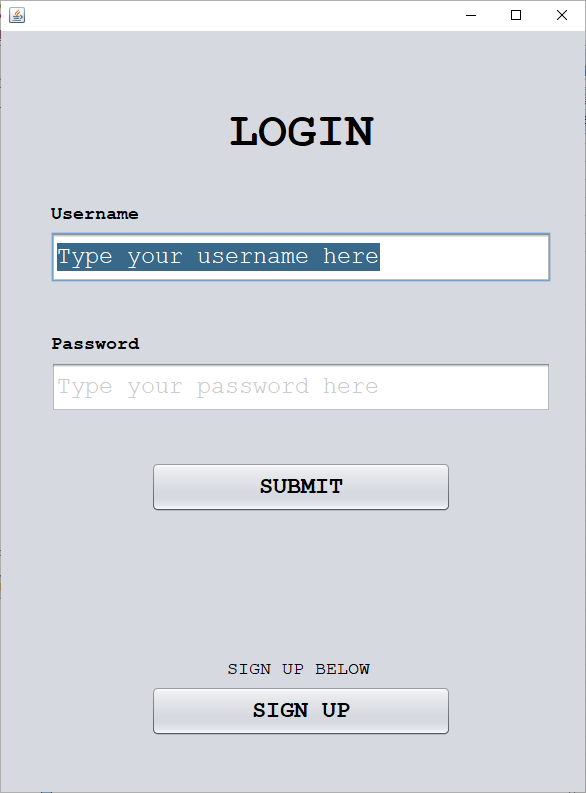 LOGIN
Username
Type your username here
Password
Type your password here
SUBMIT
SIGN UP BELOW
SIGN UP